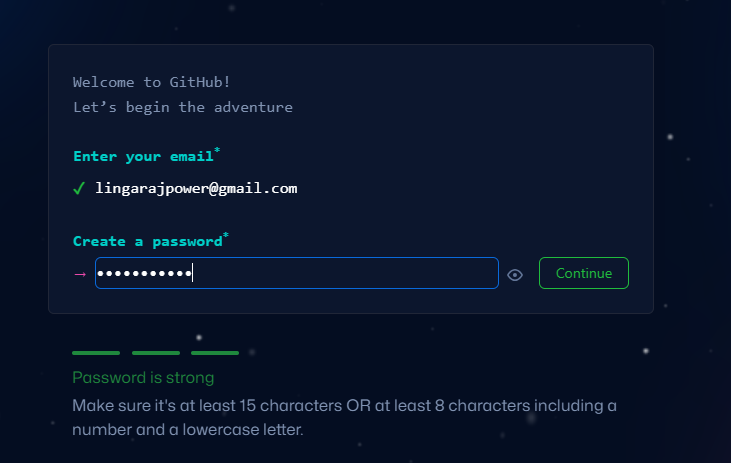 Welcome to GitHub!
Let’s begin the adventure
Enter your email*
✓ lingarajpower@gmail.com
Create a password*
→ ••••••••••• Continue
Password is strong
Make sure it's at least 15 characters OR at least 8 characters including a
number and a lowercase letter.